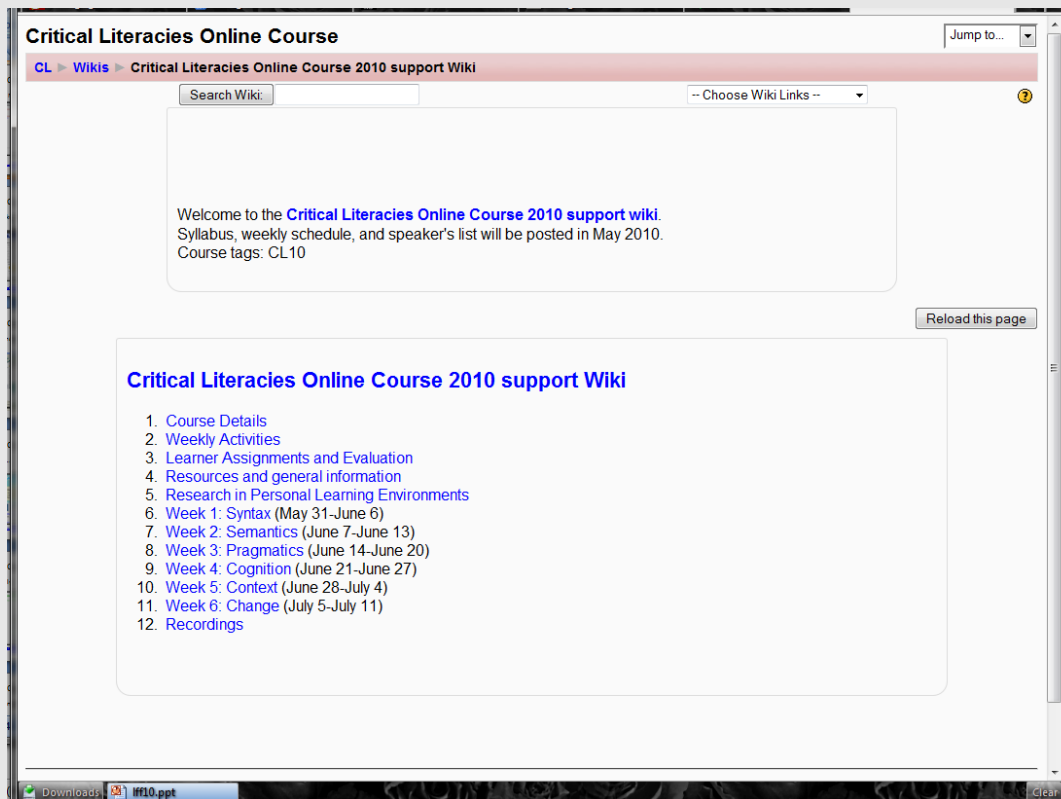 Critical Literacies Online Course
Jump to...
CL ► Wikis ► Critical Literacies Online Course 2010 support Wiki
Search Wiki:
-- Choose Wiki Links --
?
Welcome to the Critical Literacies Online Course 2010 support wiki.
Syllabus, weekly schedule, and speaker's list will be posted in May 2010.
Course tags: CL10
Reload this page
Critical Literacies Online Course 2010 support Wiki
1. Course Details
2. Weekly Activities
3. Learner Assignments and Evaluation
4. Resources and general information
5. Research in Personal Learning Environments
6. Week 1: Syntax (May 31-June 6)
7. Week 2: Semantics (June 7-June 13)
8. Week 3: Pragmatics (June 14-June 20)
9. Week 4: Cognition (June 21-June 27)
10. Week 5: Context (June 28-July 4)
11. Week 6: Change (July 5-July 11)
12. Recordings
Downloads
lff10.ppt
Clear